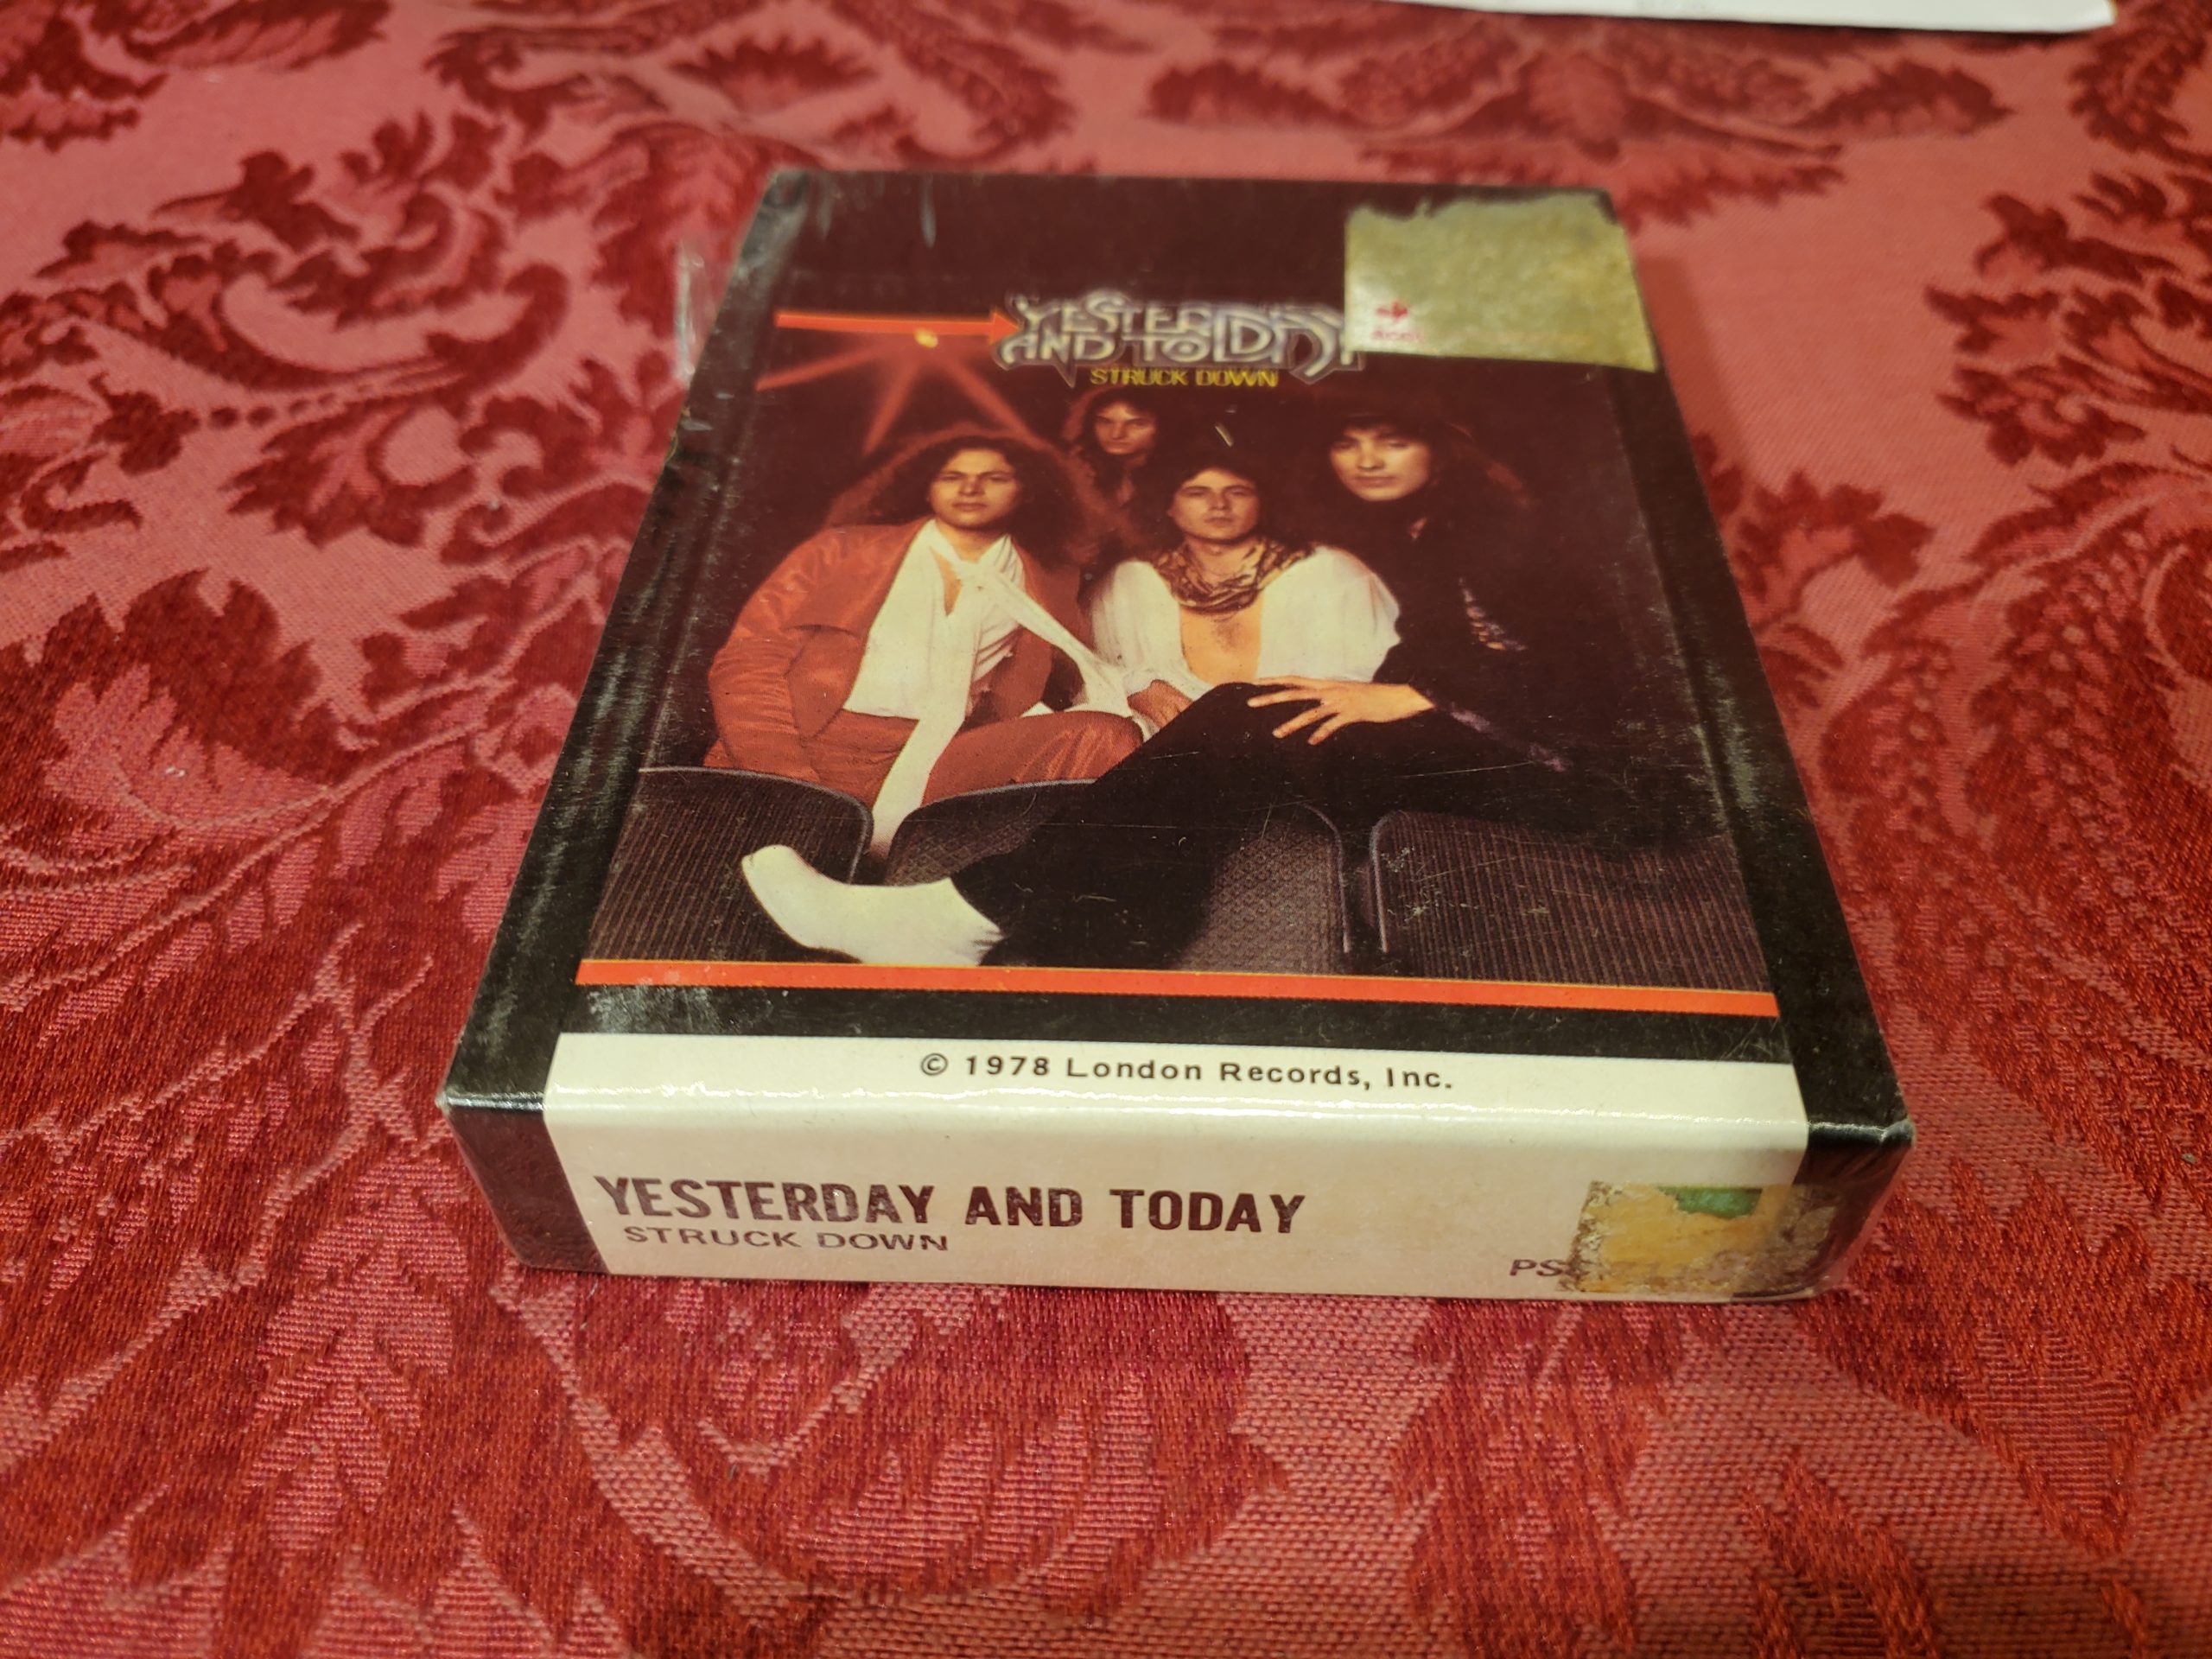 YESTERDAY
AND TODAY
STRUCK DOWN
© 1978 London Records, Inc.
YESTERDAY AND TODAY
STRUCK DOWN
PS